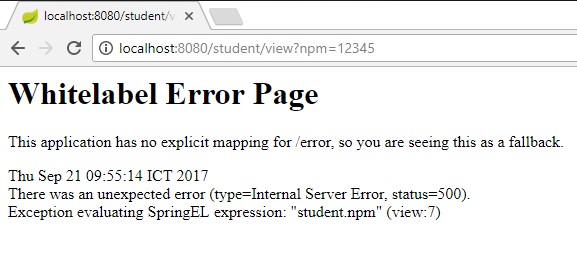 localhost:8080/student/v
localhost:8080/student/view?npm=12345
Whitelabel Error Page
This application has no explicit mapping for /error, so you are seeing this as a fallback.
Thu Sep 21 09:55:14 ICT 2017
There was an unexpected error (type=Internal Server Error, status=500).
Exception evaluating SpringEL expression: "student.npm" (view:7)